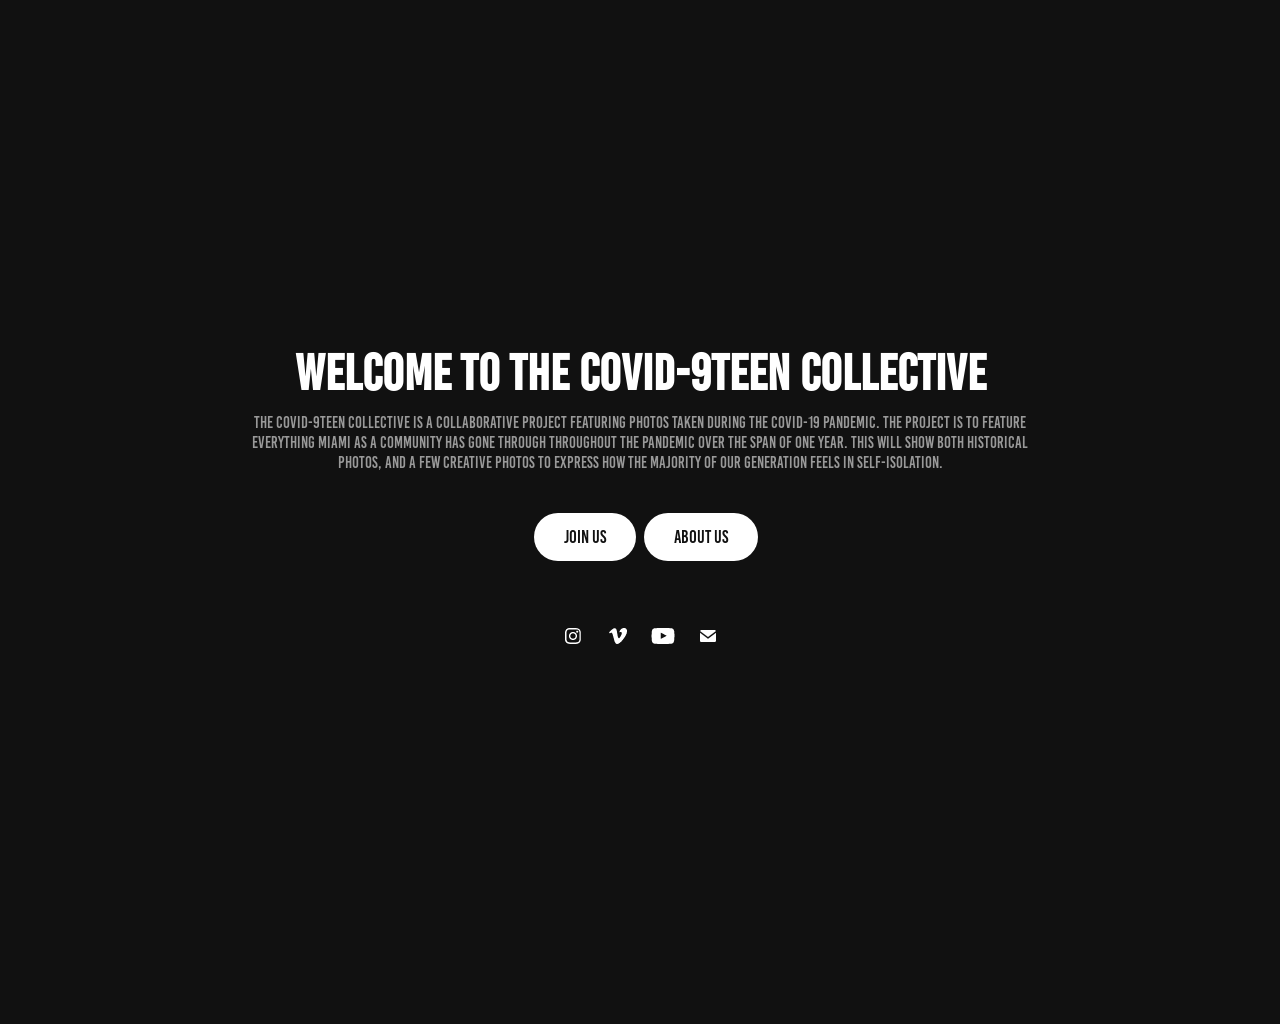 WELCOME TO THE COVID-9TEEN COLLECTIVE
THE COVID-9TEEN COLLECTIVE IS A COLLABORATIVE PROJECT FEATURING PHOTOS TAKEN DURING THE COVID-19 PANDEMIC. THE PROJECT IS TO FEATURE
EVERYTHING MIAMI AS A COMMUNITY HAS GONE THROUGH THROUGHOUT THE PANDEMIC OVER THE SPAN OF ONE YEAR. THIS WILL SHOW BOTH HISTORICAL
PHOTOS, AND A FEW CREATIVE PHOTOS TO EXPRESS HOW THE MAJORITY OF OUR GENERATION FEELS IN SELF-ISOLATION.
JOIN US
ABOUT US